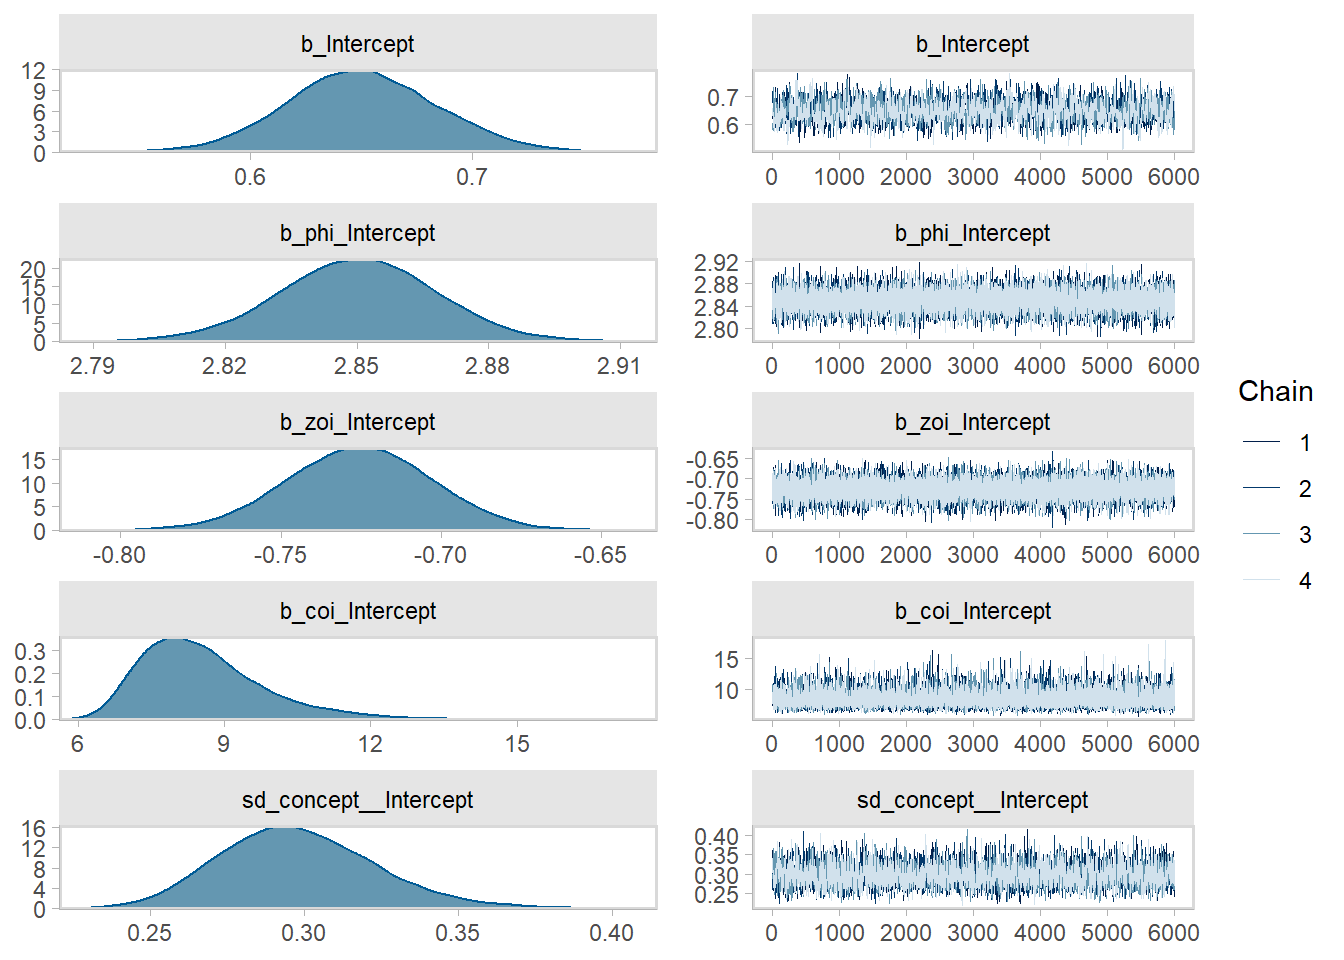 b_Intercept
12
9
6
3
0
0.6 0.7
b_Intercept
0.7
0.6
0 1000 2000 3000 4000 5000 6000
b_phi_Intercept
20
15
10
5
0
2.79 2.82 2.85 2.88 2.91
b_phi_Intercept
2.92
2.88
2.84
2.80
0 1000 2000 3000 4000 5000 6000
b_zoi_Intercept
15
10
5
0
-0.80 -0.75 -0.70 -0.65
b_zoi_Intercept
-0.65
-0.70
-0.75
-0.80
0 1000 2000 3000 4000 5000 6000
b_coi_Intercept
0.3
0.2
0.1
0.0
6 9 12 15
b_coi_Intercept
15
10
0 1000 2000 3000 4000 5000 6000
sd_concept__Intercept
16
12
8
4
0
0.25 0.30 0.35 0.40
sd_concept__Intercept
0.40
0.35
0.30
0.25
0 1000 2000 3000 4000 5000 6000
Chain
1
2
3
4